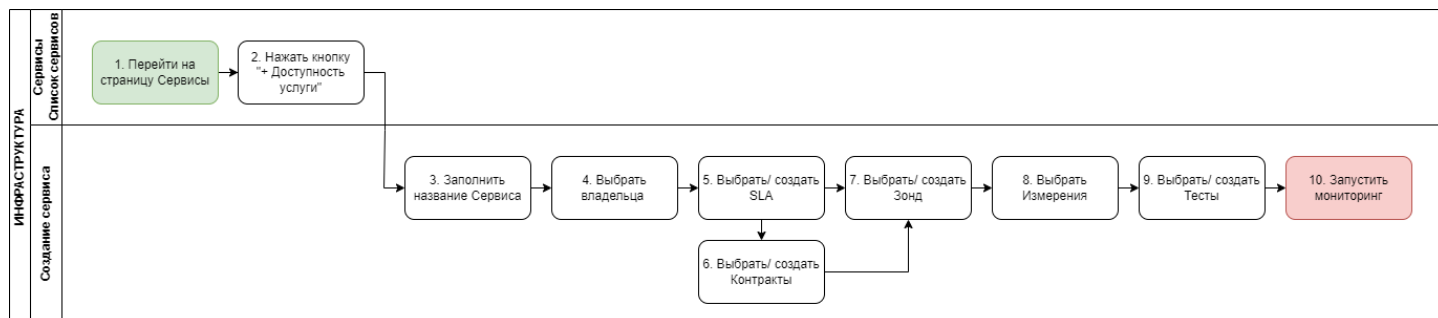 ИНФРАСТРУКТУРА
Сервисы
Список сервисов
1. Перейти на
страницу Сервисы
2. Нажать кнопку
"+ Доступность
услуги"
Создание сервиса
3. Заполнить
название Сервиса
4. Выбрать
владельца
5. Выбрать/ создать
SLA
6. Выбрать/ создать
Контракты
7. Выбрать/ создать
Зонд
8. Выбрать
Измерения
9. Выбрать/ создать
Тесты
10. Запустить
мониторинг